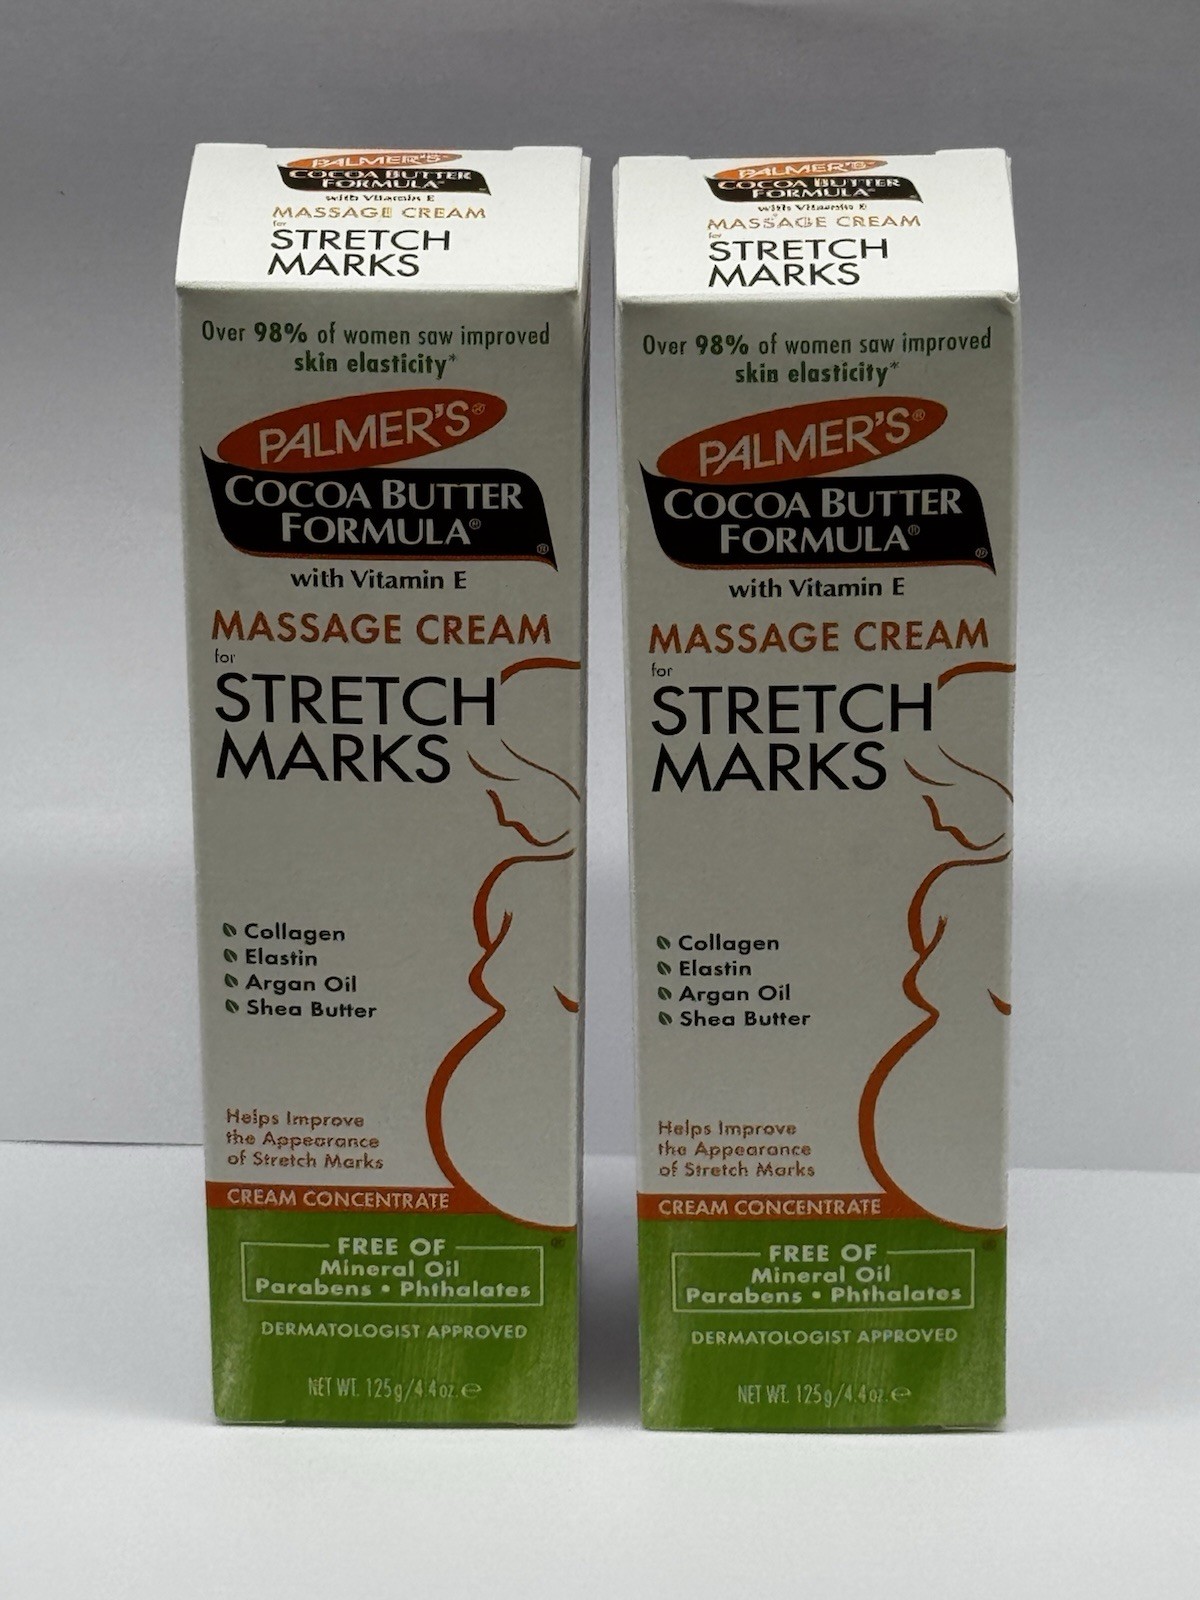 PALMER'S
COCOA BUTTER
FORMULA®
with Vitamin E
MASSAGE CREAM
for
STRETCH
MARKS
Over 98% of women saw improved
skin elasticity*
PALMER'S®
COCOA BUTTER
FORMULA®
®
with Vitamin E
MASSAGE CREAM
for
STRETCH
MARKS
Collagen
Elastin
Argan Oil
Shea Butter
Helps Improve
the Appearance
of Stretch Marks
CREAM CONCENTRATE
®
FREE OF
Mineral Oil
Parabens • Phthalates
DERMATOLOGIST APPROVED
NET WT. 125g/4.4oz.℮
PALMER'S®
COCOA BUTTER
FORMULA®
with Vitamin E
MASSAGE CREAM
for
STRETCH
MARKS
Over 98% of women saw improved
skin elasticity*
PALMER'S®
COCOA BUTTER
FORMULA®
®
with Vitamin E
MASSAGE CREAM
for
STRETCH
MARKS
Collagen
Elastin
Argan Oil
Shea Butter
Helps Improve
the Appearance
of Stretch Marks
CREAM CONCENTRATE
®
FREE OF
Mineral Oil
Parabens • Phthalates
DERMATOLOGIST APPROVED
NET WT. 125g/4.4oz.℮